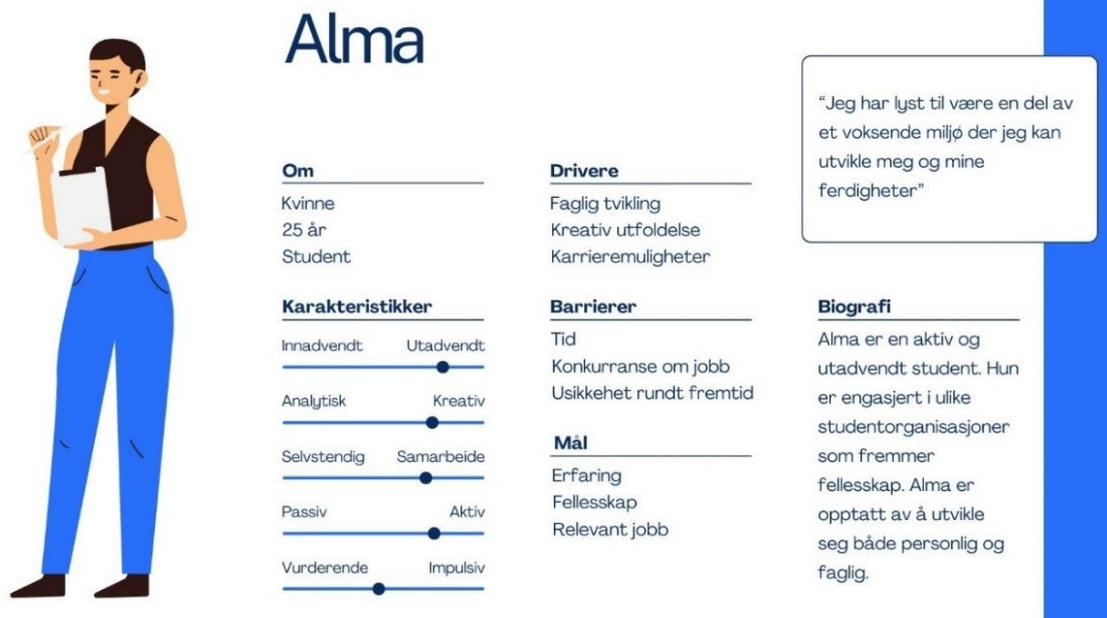 Alma
“Jeg har lyst til være en del av
et voksende miljø der jeg kan
utvikle meg og mine
ferdigheter”
Om
Kvinne
25 år
Student
Drivere
Faglig tvikling
Kreativ utfoldelse
Karrieremuligheter
Karakteristikker
Innadvendt Utadvendt
Analytisk Kreativ
Selvstendig Samarbeide
Passiv Aktiv
Vurderende Impulsiv
Barrierer
Tid
Konkurranse om jobb
Usikkehet rundt fremtid
Mål
Erfaring
Fellesskap
Relevant jobb
Biografi
Alma er en aktiv og
utadvendt student. Hun
er engasjert i ulike
studentorganisasjoner
som fremmer
fellesskap. Alma er
opptatt av å utvikle
seg både personlig og
faglig.